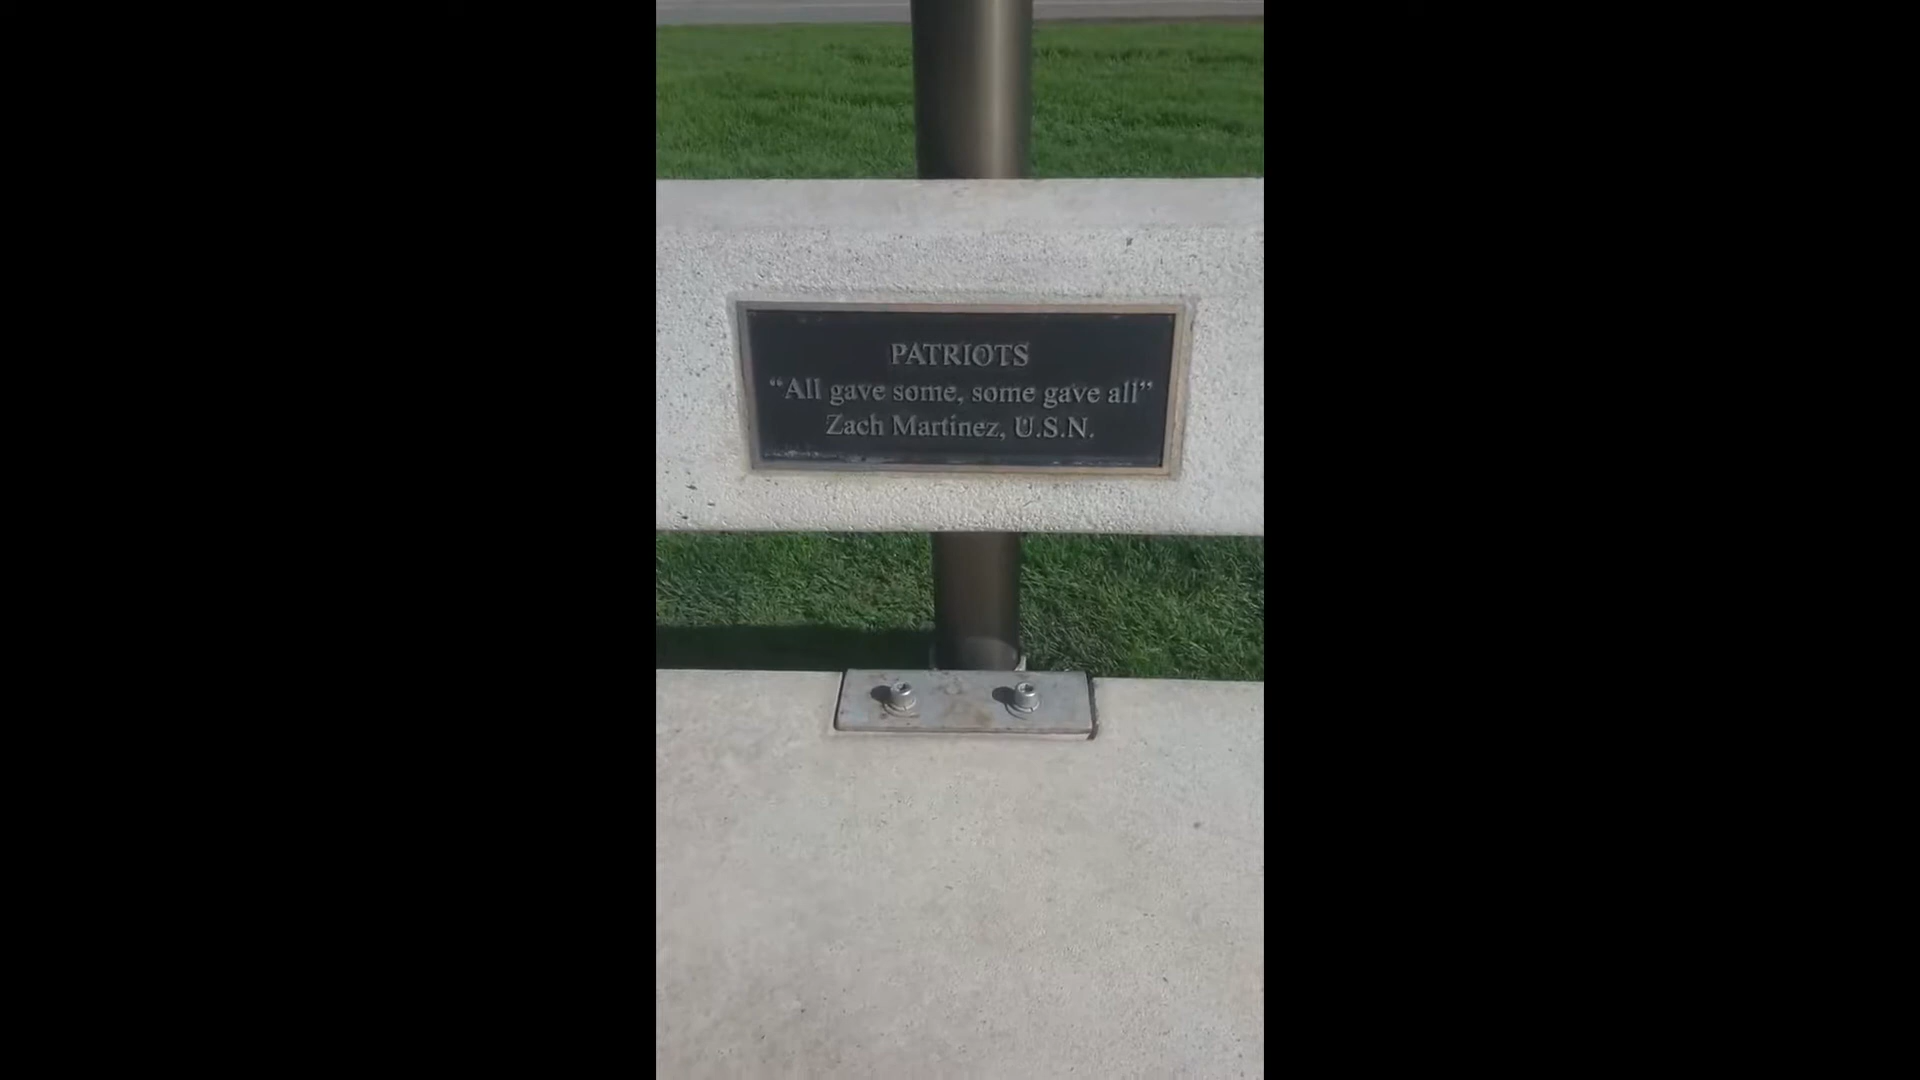 PATRIOTS
“All gave some, some gave all”
Zach Martinez, U.S.N.